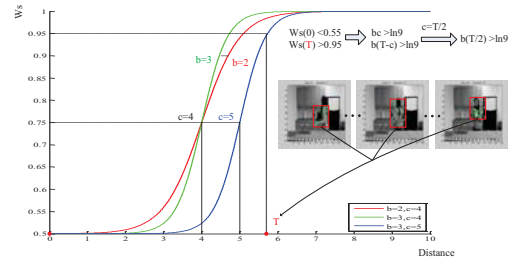 Ws
1
0.95
0.9
0.85
0.8
0.75
0.7
0.65
0.6
0.55
0.5
0 1 2 3 4 5 6 7 8 9 10
Distance
b=3
b=2
c=4
c=5
T
Ws(0) <0.55
Ws(T) >0.95
bc >ln9
b(T-c) >ln9
c=T/2
b(T/2) >ln9
b=2,c=4
b=3,c=4
b=3,c=5